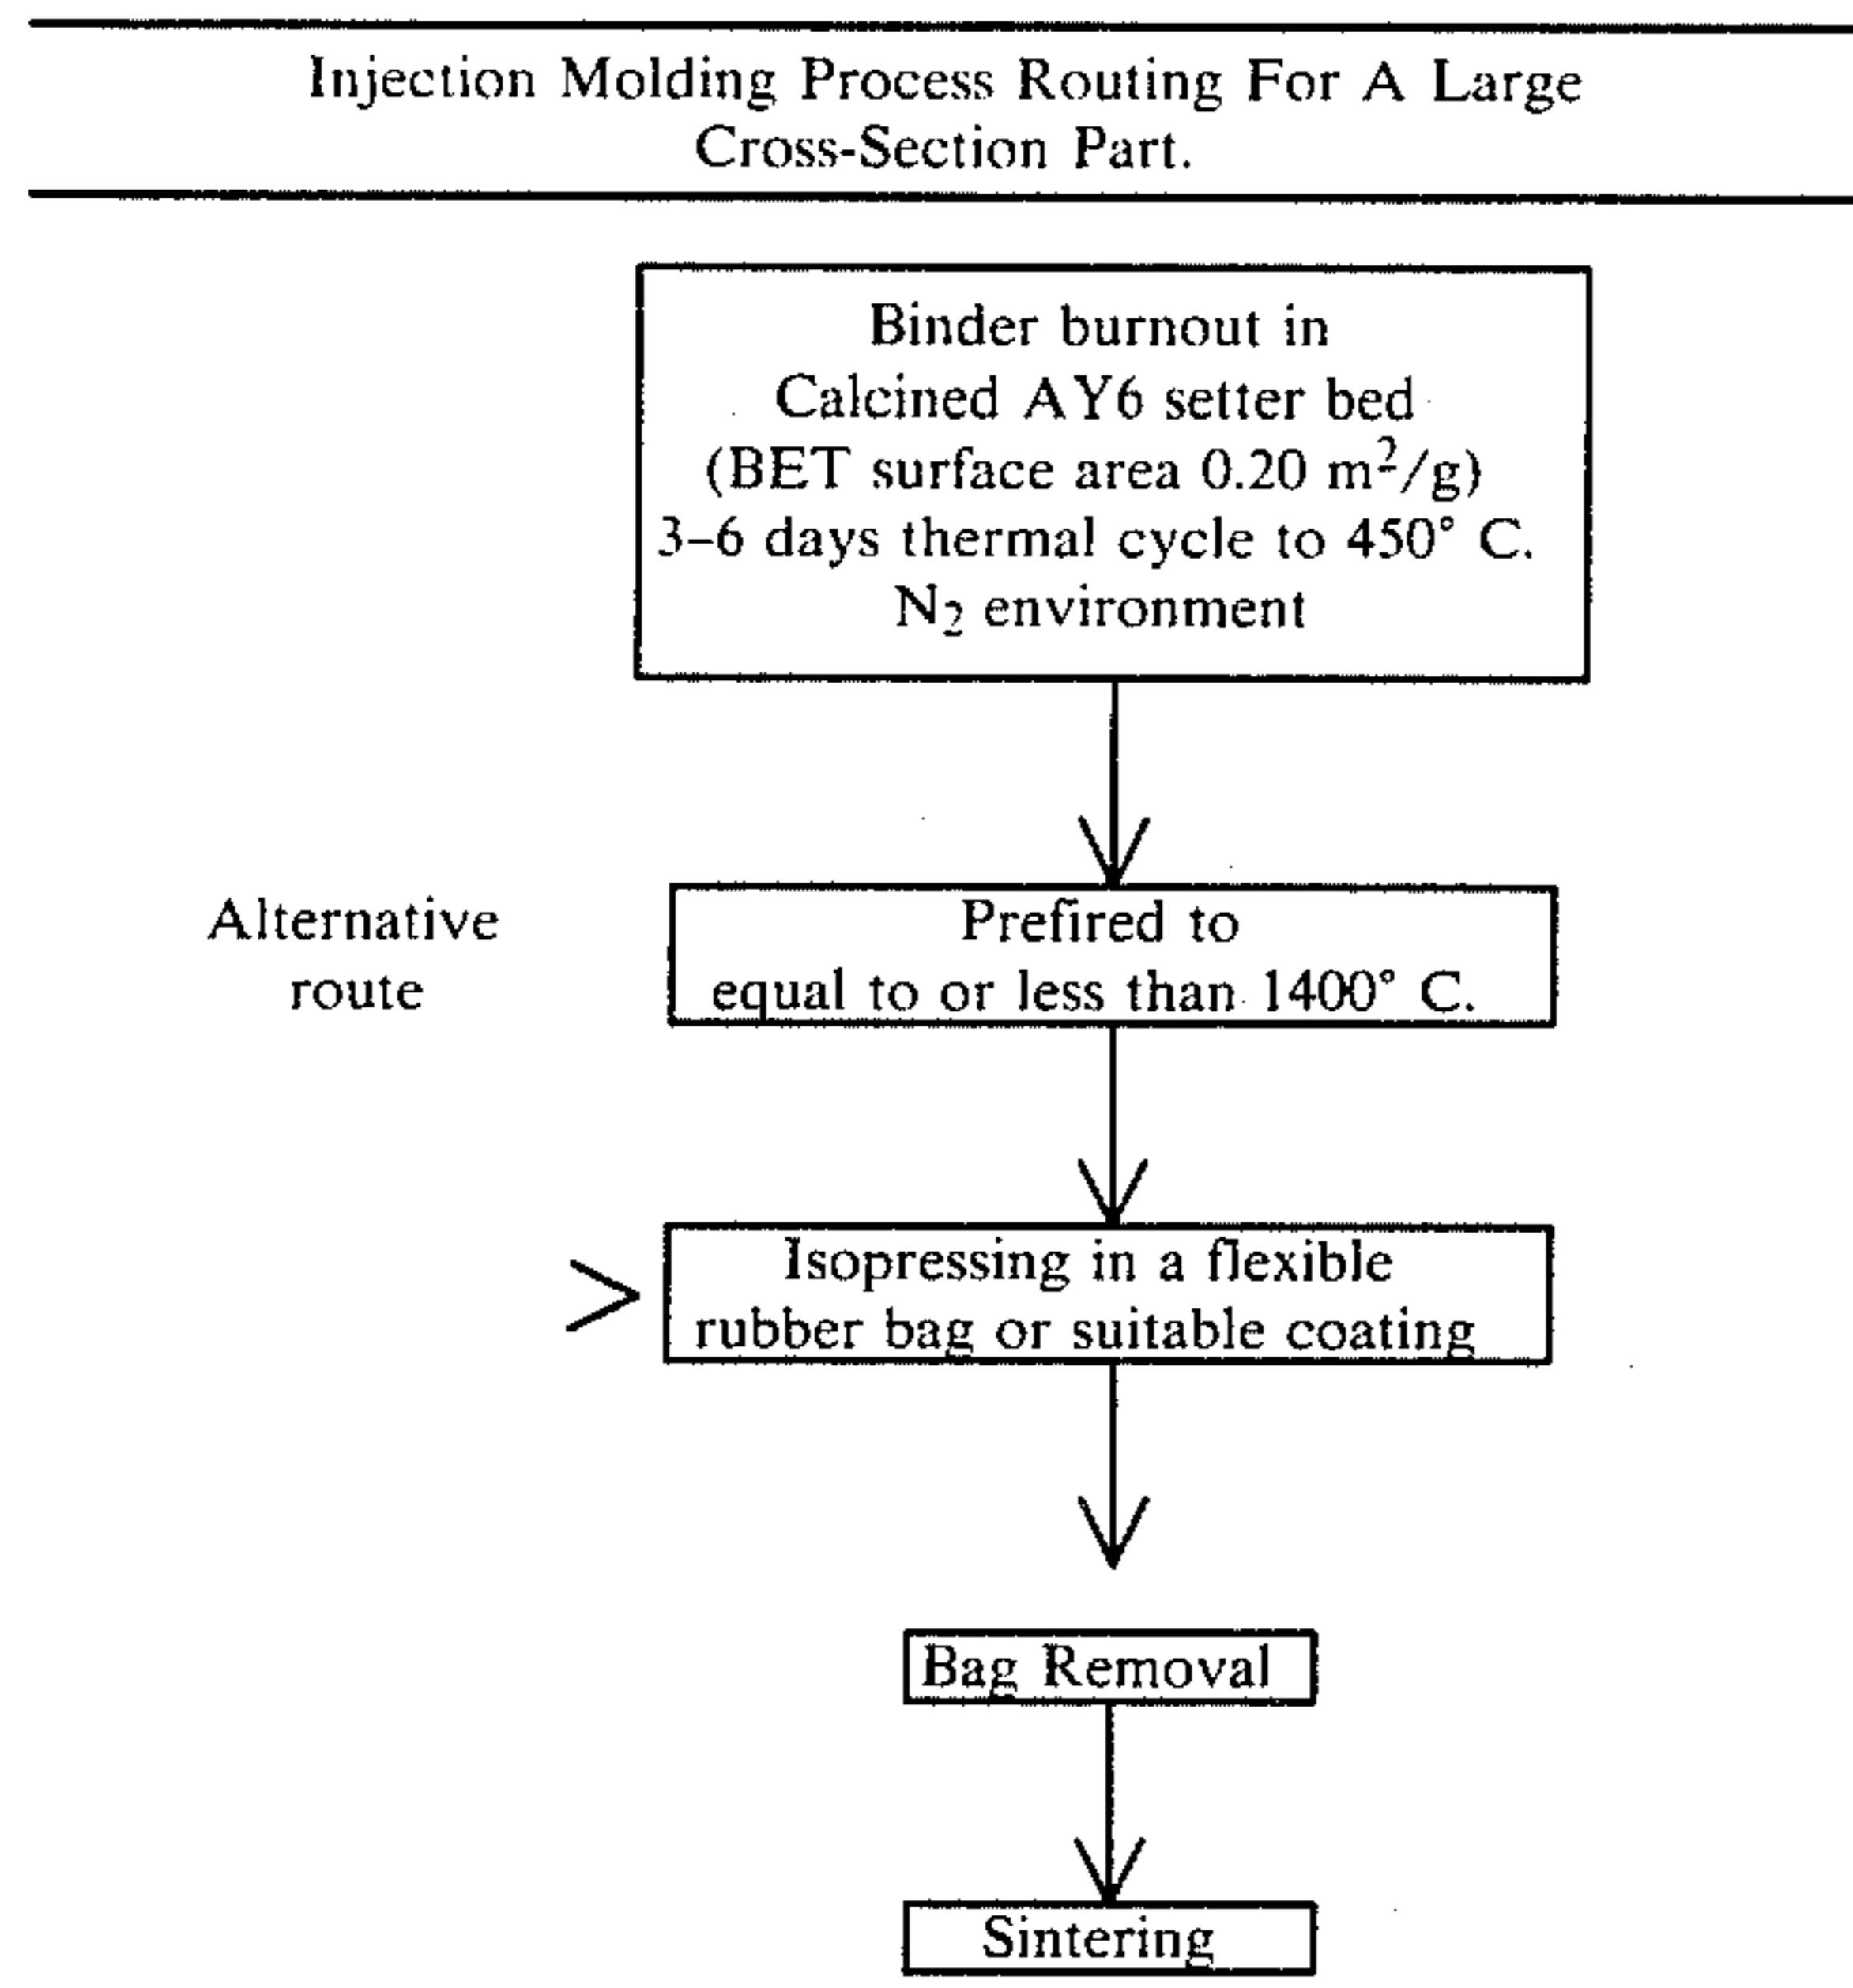 Injection Molding Process Routing For A Large
Cross-Section Part.
Binder burnout in
Calcined AY6 setter bed
(BET surface area 0.20 m²/g)
3–6 days thermal cycle to 450° C.
N₂ environment
Alternative
route
Prefired to
equal to or less than 1400° C.
Isopressing in a flexible
rubber bag or suitable coating
Bag Removal
Sintering